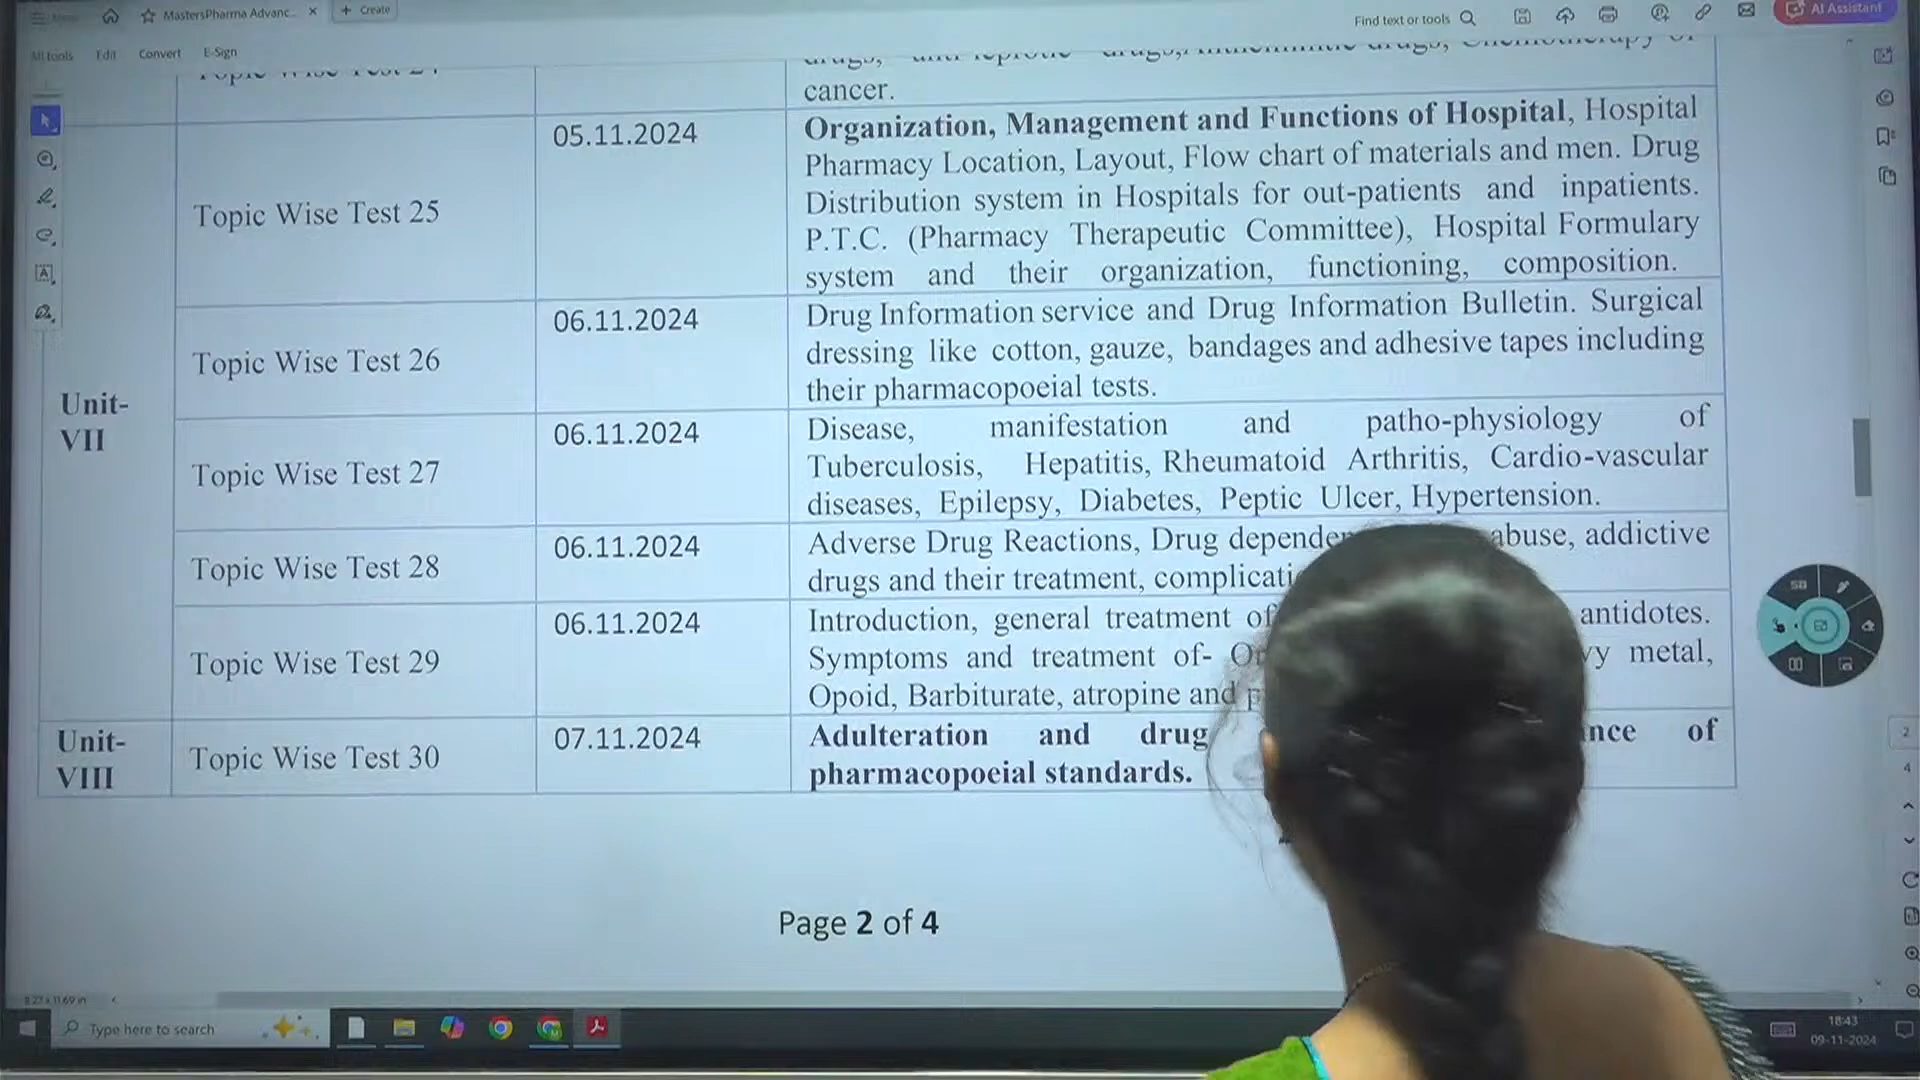 MastersPharma Advanc...
+ Create
Find text or tools
AI Assistant
All tools Edit Convert E-Sign
cancer.
Topic Wise Test 25
05.11.2024
Organization, Management and Functions of Hospital, Hospital
Pharmacy Location, Layout, Flow chart of materials and men. Drug
Distribution system in Hospitals for out-patients and inpatients.
P.T.C. (Pharmacy Therapeutic Committee), Hospital Formulary
system and their organization, functioning, composition.
Topic Wise Test 26
06.11.2024
Drug Information service and Drug Information Bulletin. Surgical
dressing like cotton, gauze, bandages and adhesive tapes including
their pharmacopoeial tests.
Unit-
VII
Topic Wise Test 27
06.11.2024
Disease, manifestation and patho-physiology of
Tuberculosis, Hepatitis, Rheumatoid Arthritis, Cardio-vascular
diseases, Epilepsy, Diabetes, Peptic Ulcer, Hypertension.
Topic Wise Test 28
06.11.2024
Adverse Drug Reactions, Drug abuse, addictive
drugs and their treatment,
Topic Wise Test 29
06.11.2024
Introduction, general treatment of antidotes.
Symptoms and treatment of- metal,
Opoid, Barbiturate, atropine and
Unit-
VIII
Topic Wise Test 30
07.11.2024
Adulteration and drug of
pharmacopoeial standards.
Page 2 of 4
2
4
8.27 x 11.69 in
Type here to search
18:43
09-11-2024